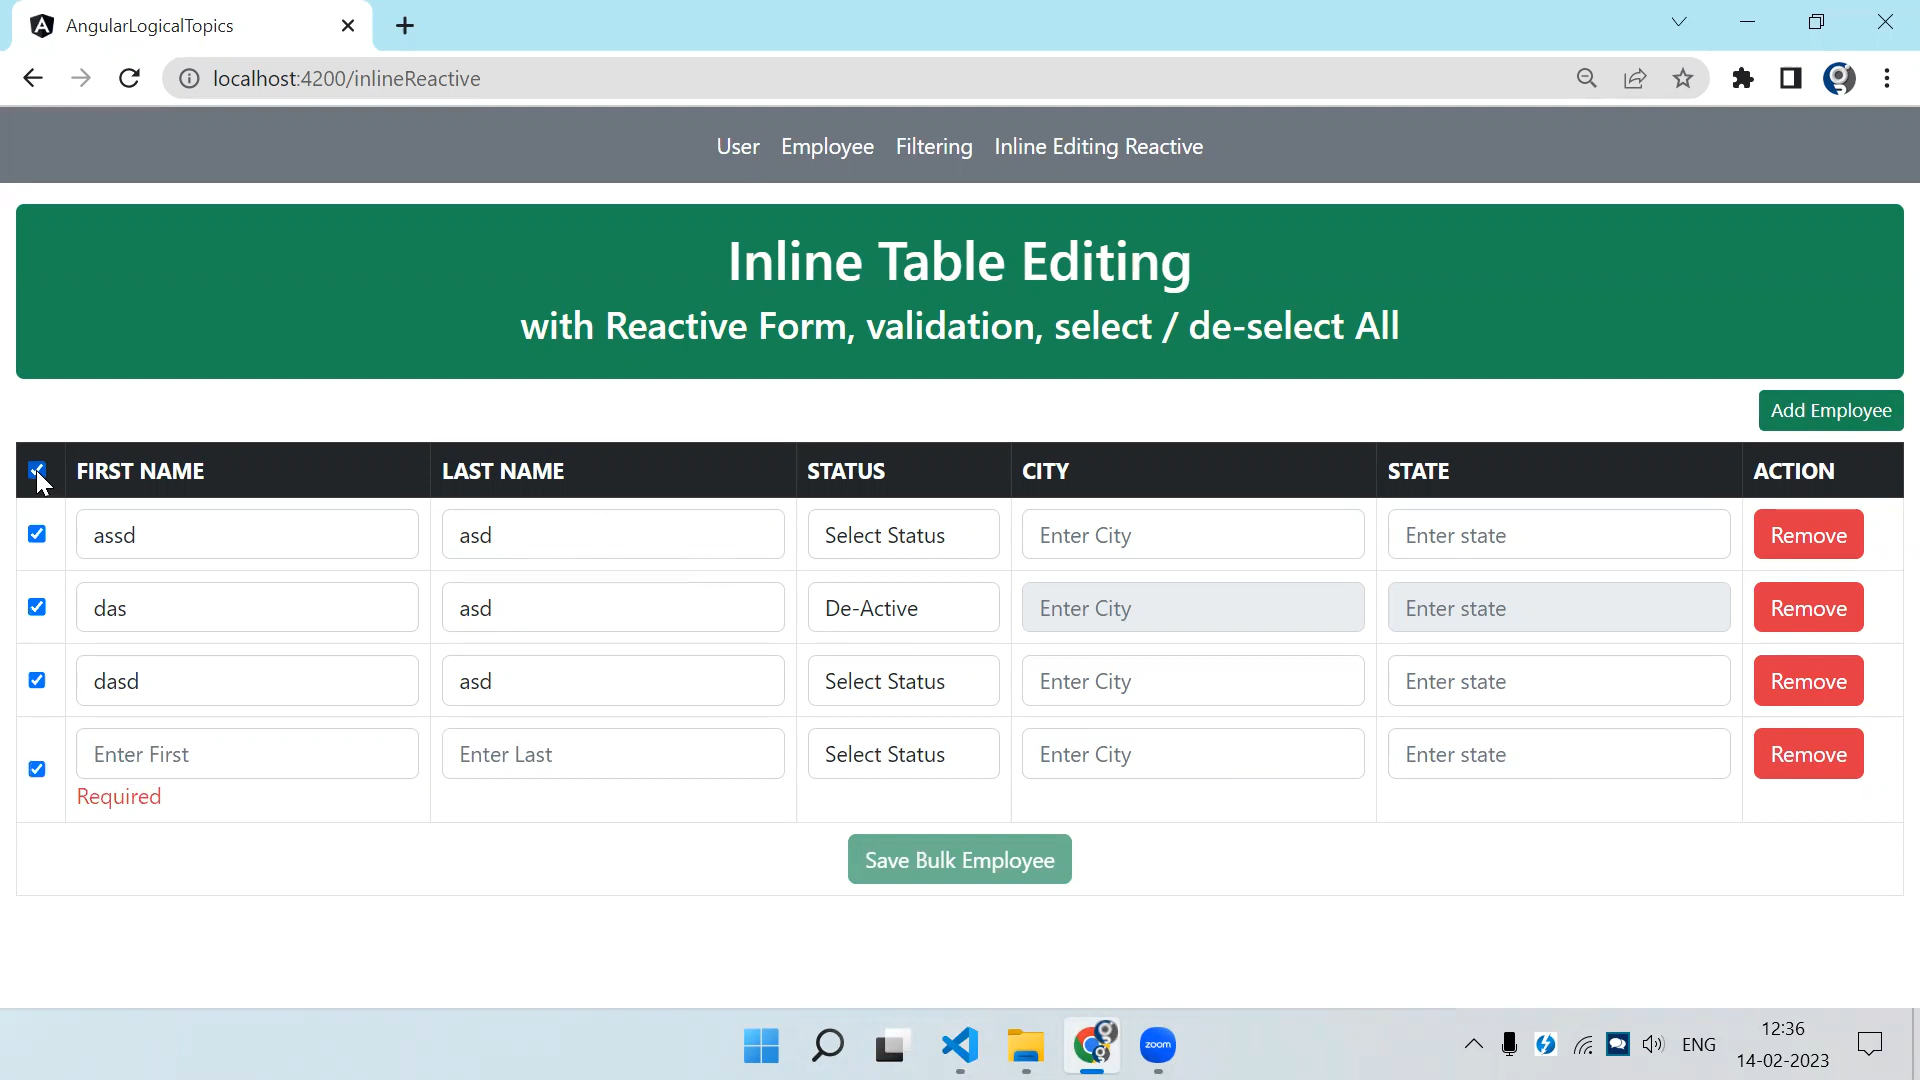 AngularLogicalTopics
localhost:4200/inlineReactive
User Employee Filtering Inline Editing Reactive
Inline Table Editing
with Reactive Form, validation, select / de-select All
Add Employee
FIRST NAME LAST NAME STATUS CITY STATE ACTION
assd asd Select Status Enter City Enter state Remove
das asd De-Active Enter City Enter state Remove
dasd asd Select Status Enter City Enter state Remove
Enter First Enter Last Select Status Enter City Enter state Remove
Required
Save Bulk Employee
zoom
ENG
12:36
14-02-2023